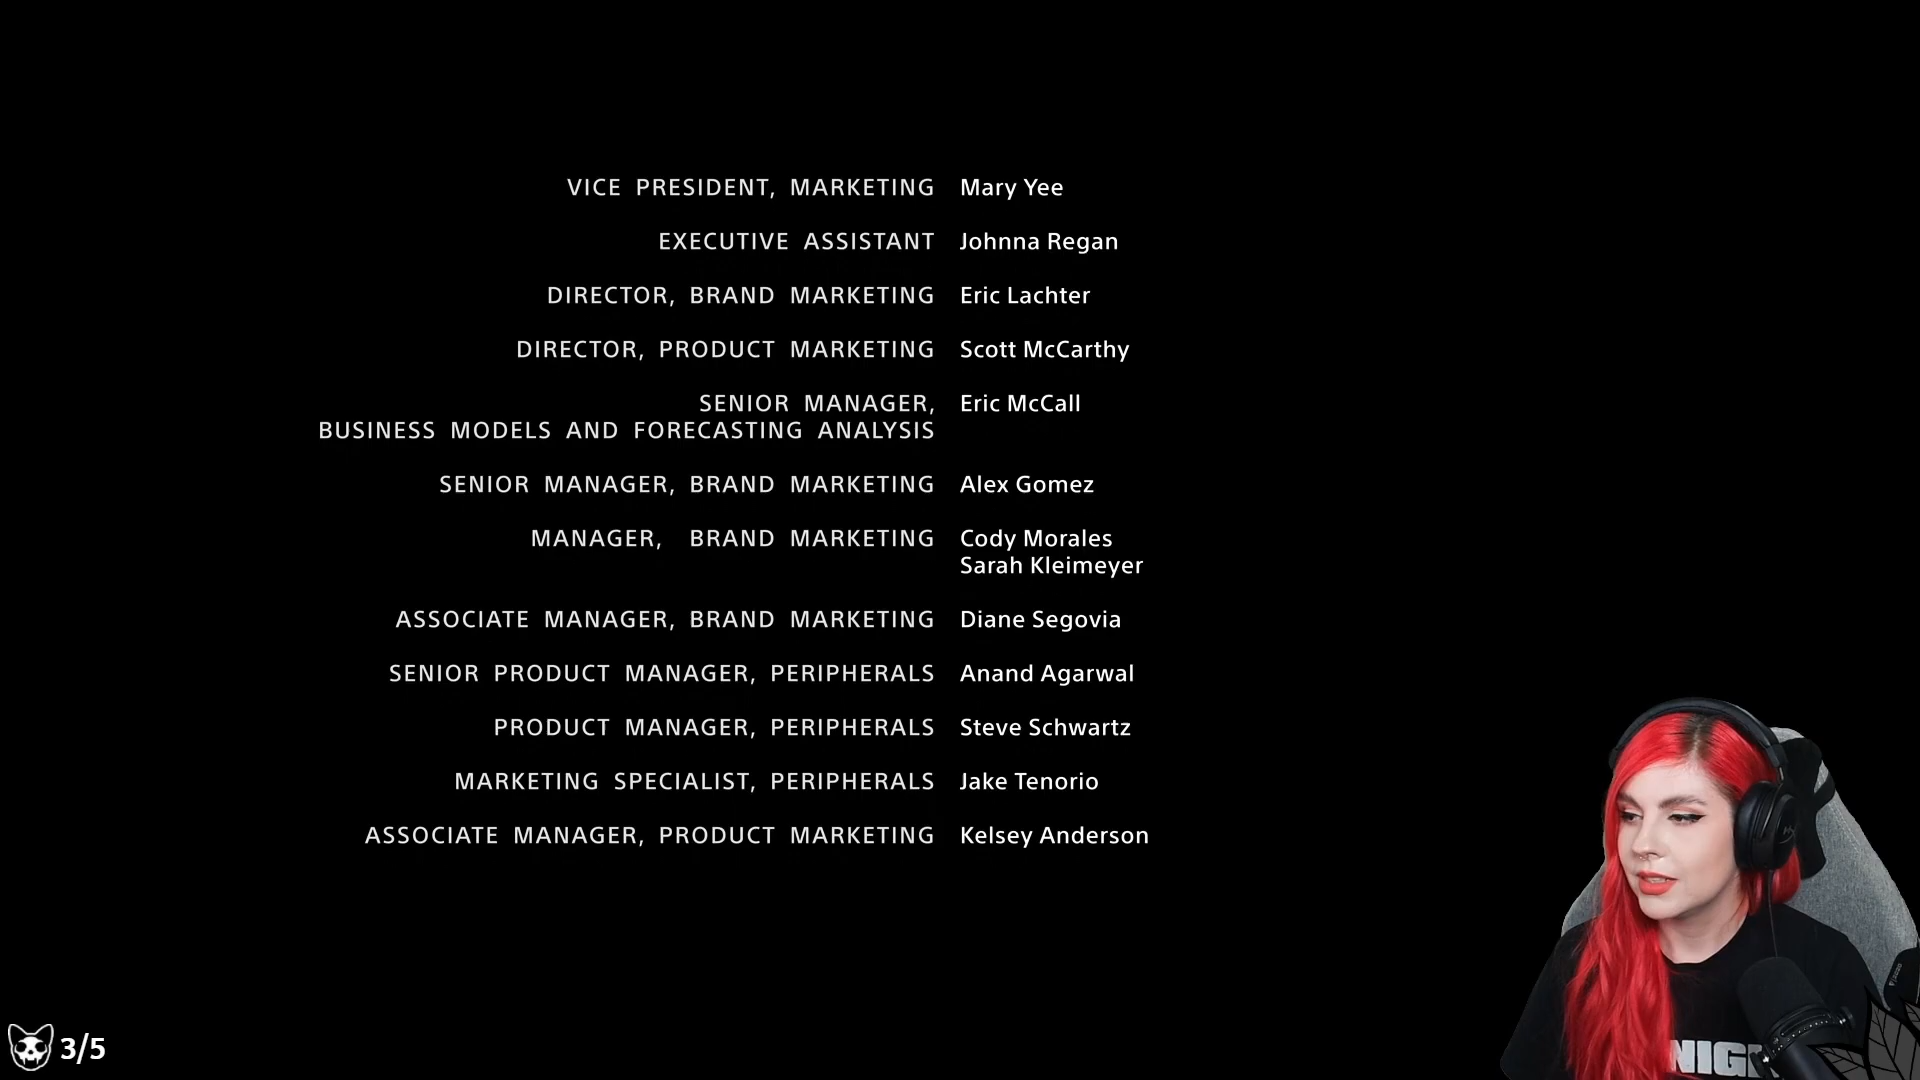 VICE PRESIDENT, MARKETING Mary Yee
EXECUTIVE ASSISTANT Johnna Regan
DIRECTOR, BRAND MARKETING Eric Lachter
DIRECTOR, PRODUCT MARKETING Scott McCarthy
SENIOR MANAGER, Eric McCall
BUSINESS MODELS AND FORECASTING ANALYSIS
SENIOR MANAGER, BRAND MARKETING Alex Gomez
MANAGER, BRAND MARKETING Cody Morales
Sarah Kleimeyer
ASSOCIATE MANAGER, BRAND MARKETING Diane Segovia
SENIOR PRODUCT MANAGER, PERIPHERALS Anand Agarwal
PRODUCT MANAGER, PERIPHERALS Steve Schwartz
MARKETING SPECIALIST, PERIPHERALS Jake Tenorio
ASSOCIATE MANAGER, PRODUCT MARKETING Kelsey Anderson
3/5